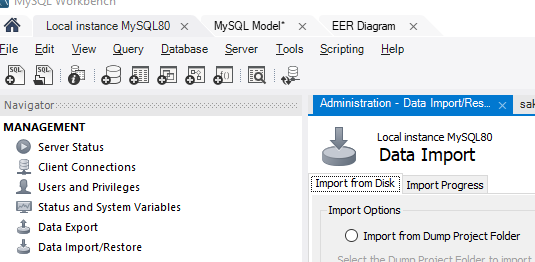 MySQL Workbench
Local instance MySQL80 MySQL Model* EER Diagram
File Edit View Query Database Server Tools Scripting Help
Navigator
MANAGEMENT
Server Status
Client Connections
Users and Privileges
Status and System Variables
Data Export
Data Import/Restore
Administration - Data Import/Res... sak
Local instance MySQL80
Data Import
Import from Disk Import Progress
Import Options
Import from Dump Project Folder
Select the Dump Project Folder to import